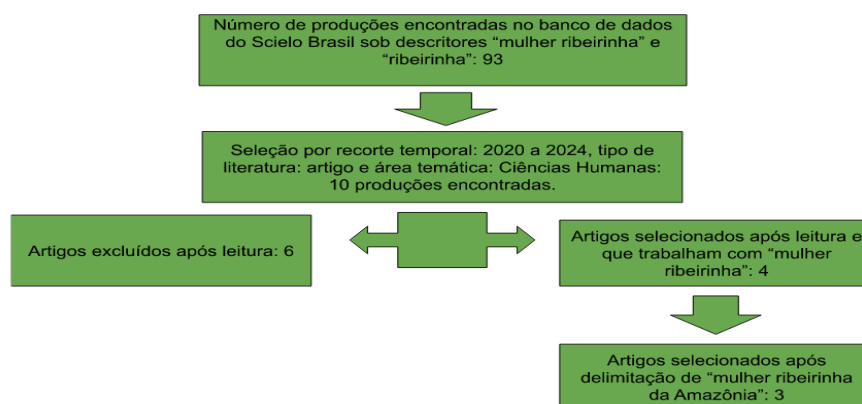 Número de produções encontradas no banco de dados
do Scielo Brasil sob descritores “mulher ribeirinha” e
“ribeirinha”: 93
Seleção por recorte temporal: 2020 a 2024, tipo de
literatura: artigo e área temática: Ciências Humanas:
10 produções encontradas.
Artigos excluídos após leitura: 6
Artigos selecionados após leitura e
que trabalham com “mulher
ribeirinha”: 4
Artigos selecionados após
delimitação de “mulher ribeirinha
da Amazônia”: 3